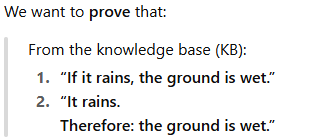 We want to prove that:
From the knowledge base (KB):
1. “If it rains, the ground is wet.”
2. “It rains.
Therefore: the ground is wet.”